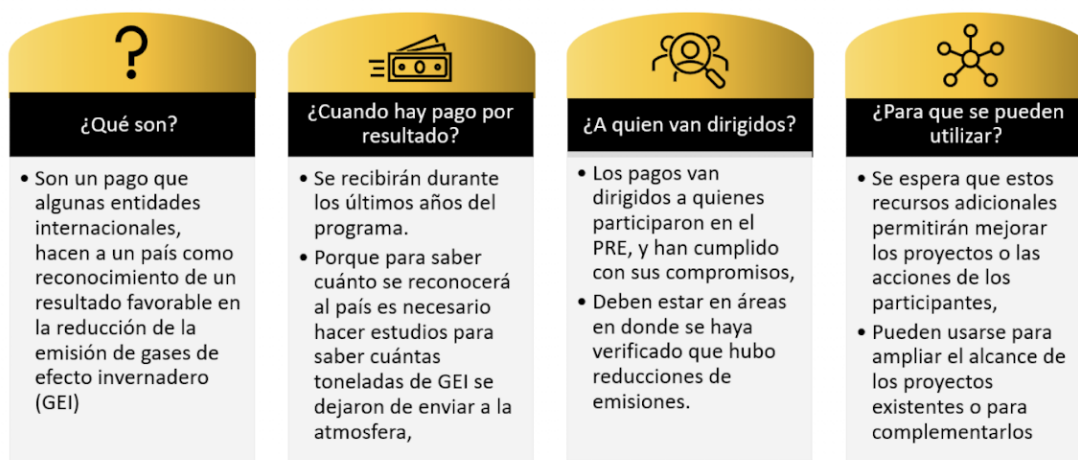 ¿Qué son?
• Son un pago que
algunas entidades
internacionales,
hacen a un país como
reconocimiento de un
resultado favorable en
la reducción de la
emisión de gases de
efecto invernadero
(GEI)
¿Cuando hay pago por
resultado?
• Se recibirán durante
los últimos años del
programa.
• Porque para saber
cuánto se reconocerá
al país es necesario
hacer estudios para
saber cuántas
toneladas de GEI se
dejaron de enviar a la
atmosfera,
¿A quien van dirigidos?
• Los pagos van
dirigidos a quienes
participaron en el
PRE, y han cumplido
con sus compromisos,
• Deben estar en áreas
en donde se haya
verificado que hubo
reducciones de
emisiones.
¿Para que se pueden
utilizar?
• Se espera que estos
recursos adicionales
permitirán mejorar
los proyectos o las
acciones de los
participantes,
• Pueden usarse para
ampliar el alcance de
los proyectos
existentes o para
complementarlos